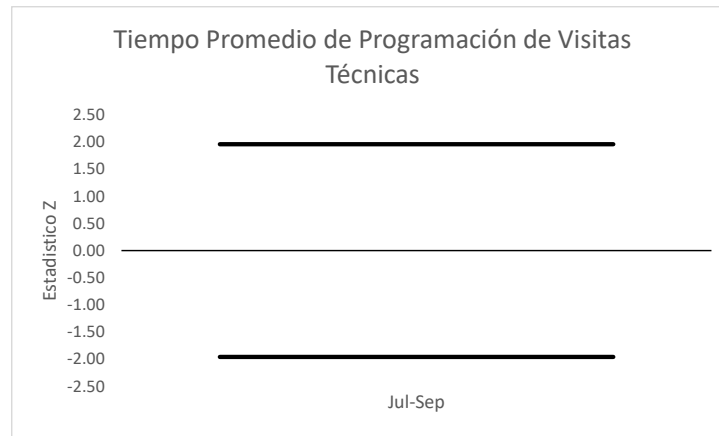 Tiempo Promedio de Programación de Visitas
Técnicas
2.50
2.00
1.50
1.00
0.50
0.00
-0.50
-1.00
-1.50
-2.00
-2.50
Estadístico Z
Jul-Sep